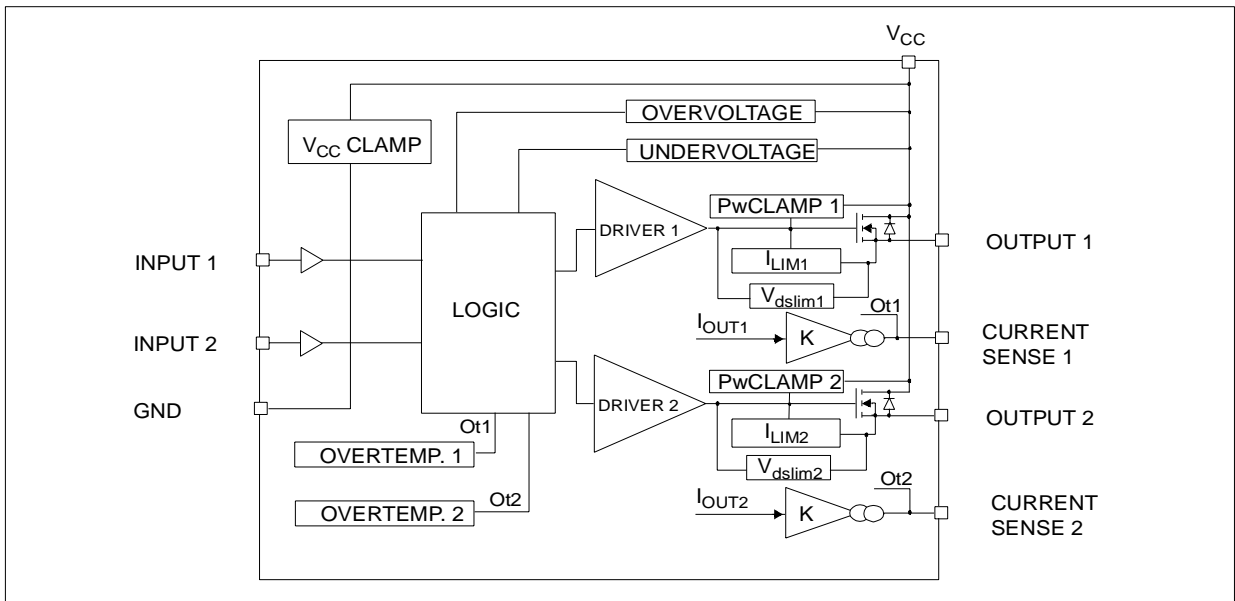 VCC
OVERVOLTAGE
VCC CLAMP
UNDERVOLTAGE
PwCLAMP 1
DRIVER 1
OUTPUT 1
INPUT 1
ILIM1
Vdslim1
LOGIC
Ot1
IOUT1
K
CURRENT
SENSE 1
INPUT 2
PwCLAMP 2
DRIVER 2
GND
OUTPUT 2
Ot1
ILIM2
OVERTEMP. 1
Vdslim2
Ot2
Ot2
IOUT2
K
CURRENT
SENSE 2
OVERTEMP. 2